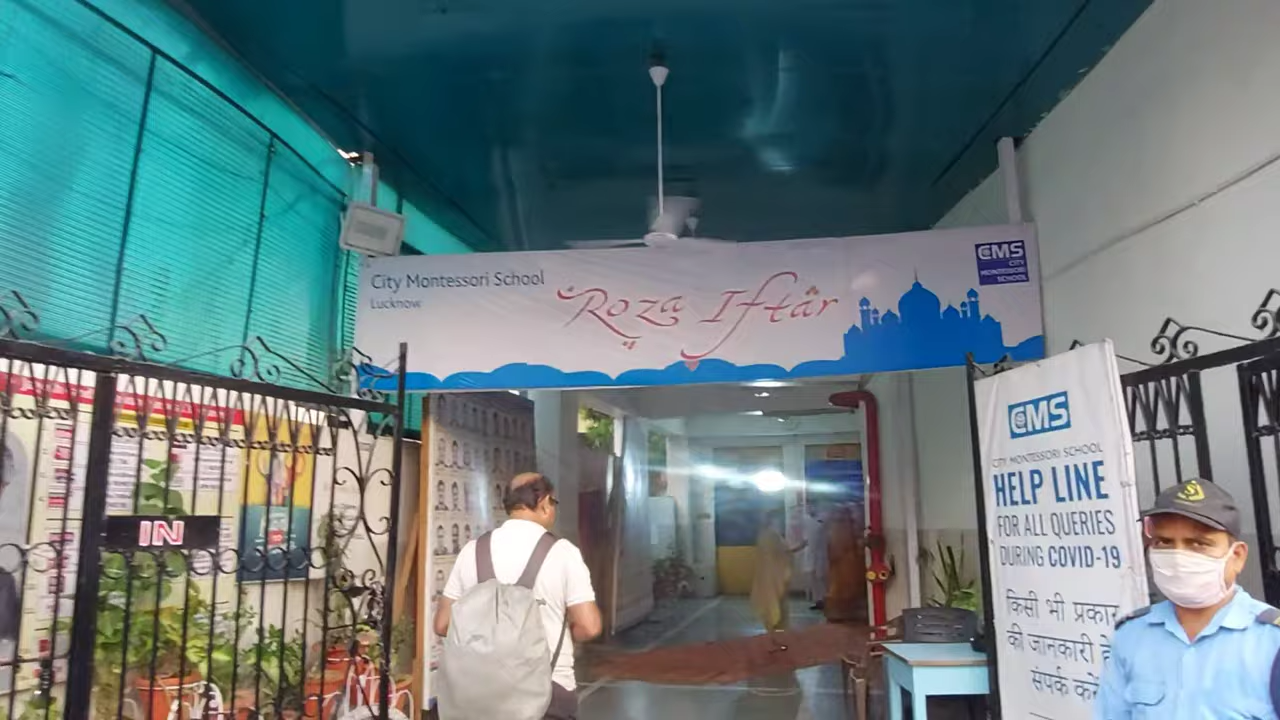 City Montessori School
Lucknow
Roza Iftar
CMS
CITY
MONTESSORI
SCHOOL
IN
CMS
CITY MONTESSORI SCHOOL
HELP LINE
FOR ALL QUERIES
DURING COVID-19
किसी भी प्रकार
की जानकारी
संपर्क करें